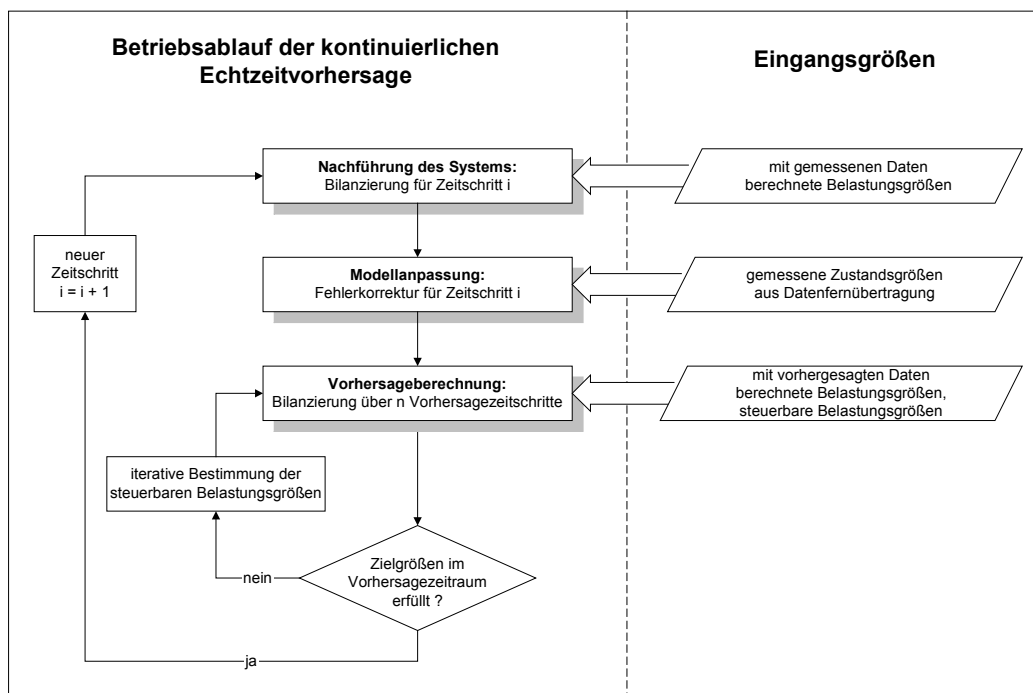 Betriebsablauf der kontinuierlichen
Echtzeitvorhersage
Eingangsgrößen
Nachführung des Systems:
Bilanzierung für Zeitschritt i
mit gemessenen Daten
berechnete Belastungsgrößen
neuer
Zeitschritt
i = i + 1
Modellanpassung:
Fehlerkorrektur für Zeitschritt i
gemessene Zustandsgrößen
aus Datenfernübertragung
Vorhersageberechnung:
Bilanzierung über n Vorhersagezeitschritte
mit vorhergesagten Daten
berechnete Belastungsgrößen,
steuerbare Belastungsgrößen
iterative Bestimmung der
steuerbaren Belastungsgrößen
Zielgrößen im
Vorhersagezeitraum
erfüllt ?
nein
ja